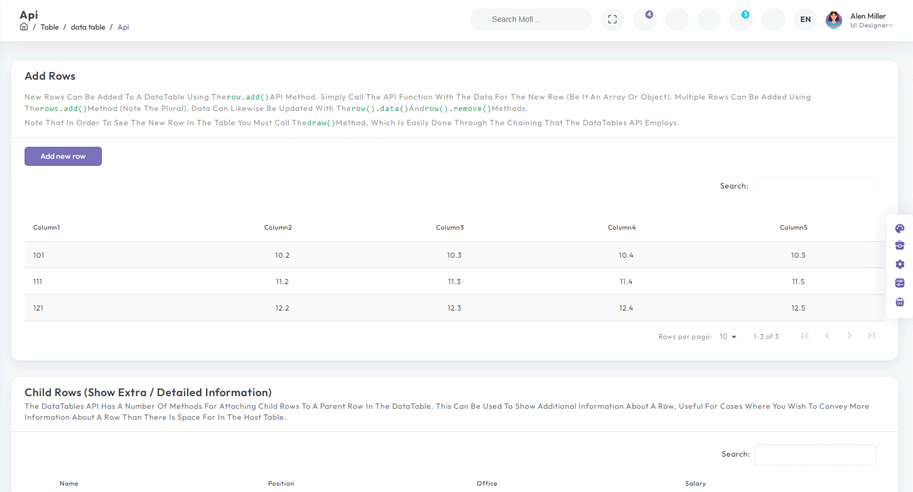 Api
/ Table / data table / Api
Search Mofi ..
4
3
EN
Alen Miller
UI Designer
Add Rows
New Rows Can Be Added To A DataTable Using Therow.add()API Method. Simply Call The API Function With The Data For The New Row (Be It An Array Or Object). Multiple Rows Can Be Added Using
Therows.add()Method (Note The Plural). Data Can Likewise Be Updated With Therow().data()Androw().remove()Methods.
Note That In Order To See The New Row In The Table You Must Call Thedraw()Method, Which Is Easily Done Through The Chaining That The DataTables API Employs.
Add new row
Search:
Column1 Column2 Column3 Column4 Column5
101 10.2 10.3 10.4 10.5
111 11.2 11.3 11.4 11.5
121 12.2 12.3 12.4 12.5
Rows per page: 10 1-3 of 3
Child Rows (Show Extra / Detailed Information)
The DataTables API Has A Number Of Methods For Attaching Child Rows To A Parent Row In The DataTable. This Can Be Used To Show Additional Information About A Row, Useful For Cases Where You Wish To Convey More
Information About A Row Than There Is Space For In The Host Table.
Search:
Name Position Office Salary